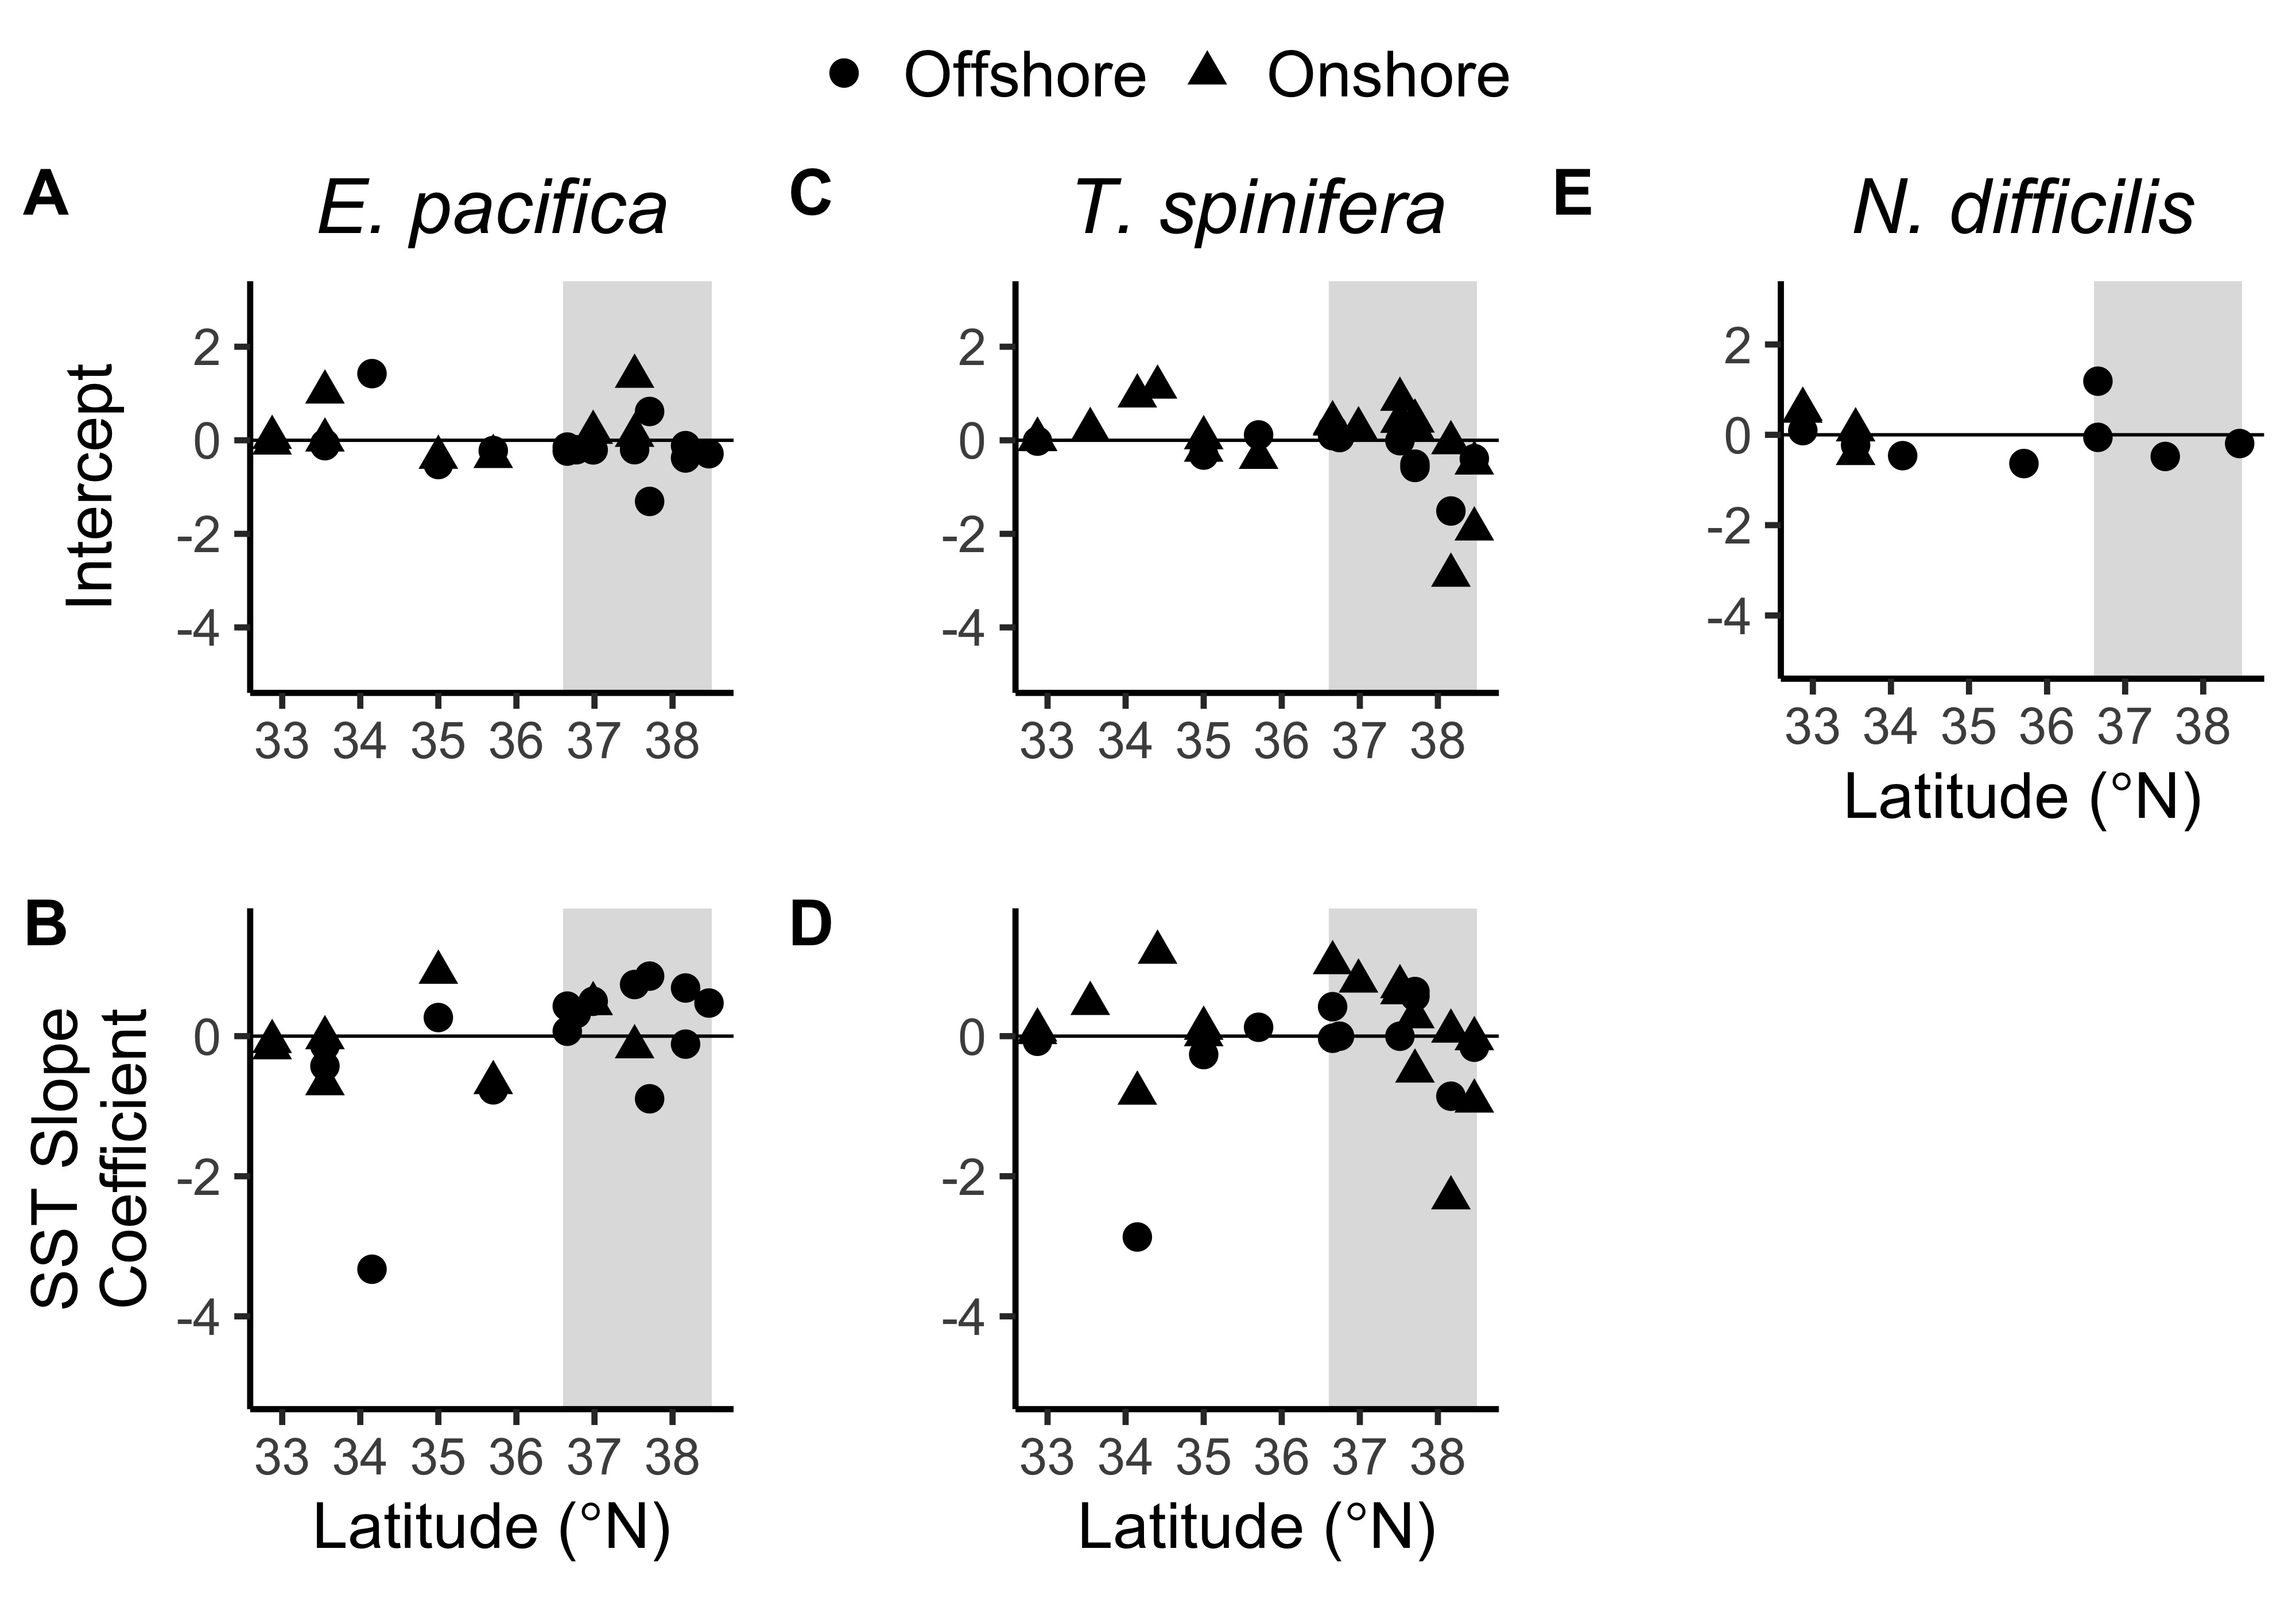 Offshore Onshore
A E. pacifica C T. spinifera E N. difficilis
Intercept
2
0
-2
-4
33 34 35 36 37 38
2
0
-2
-4
33 34 35 36 37 38
2
0
-2
-4
33 34 35 36 37 38
Latitude (°N)
B
SST Slope
Coefficient
0
-2
-4
33 34 35 36 37 38
Latitude (°N)
D
0
-2
-4
33 34 35 36 37 38
Latitude (°N)